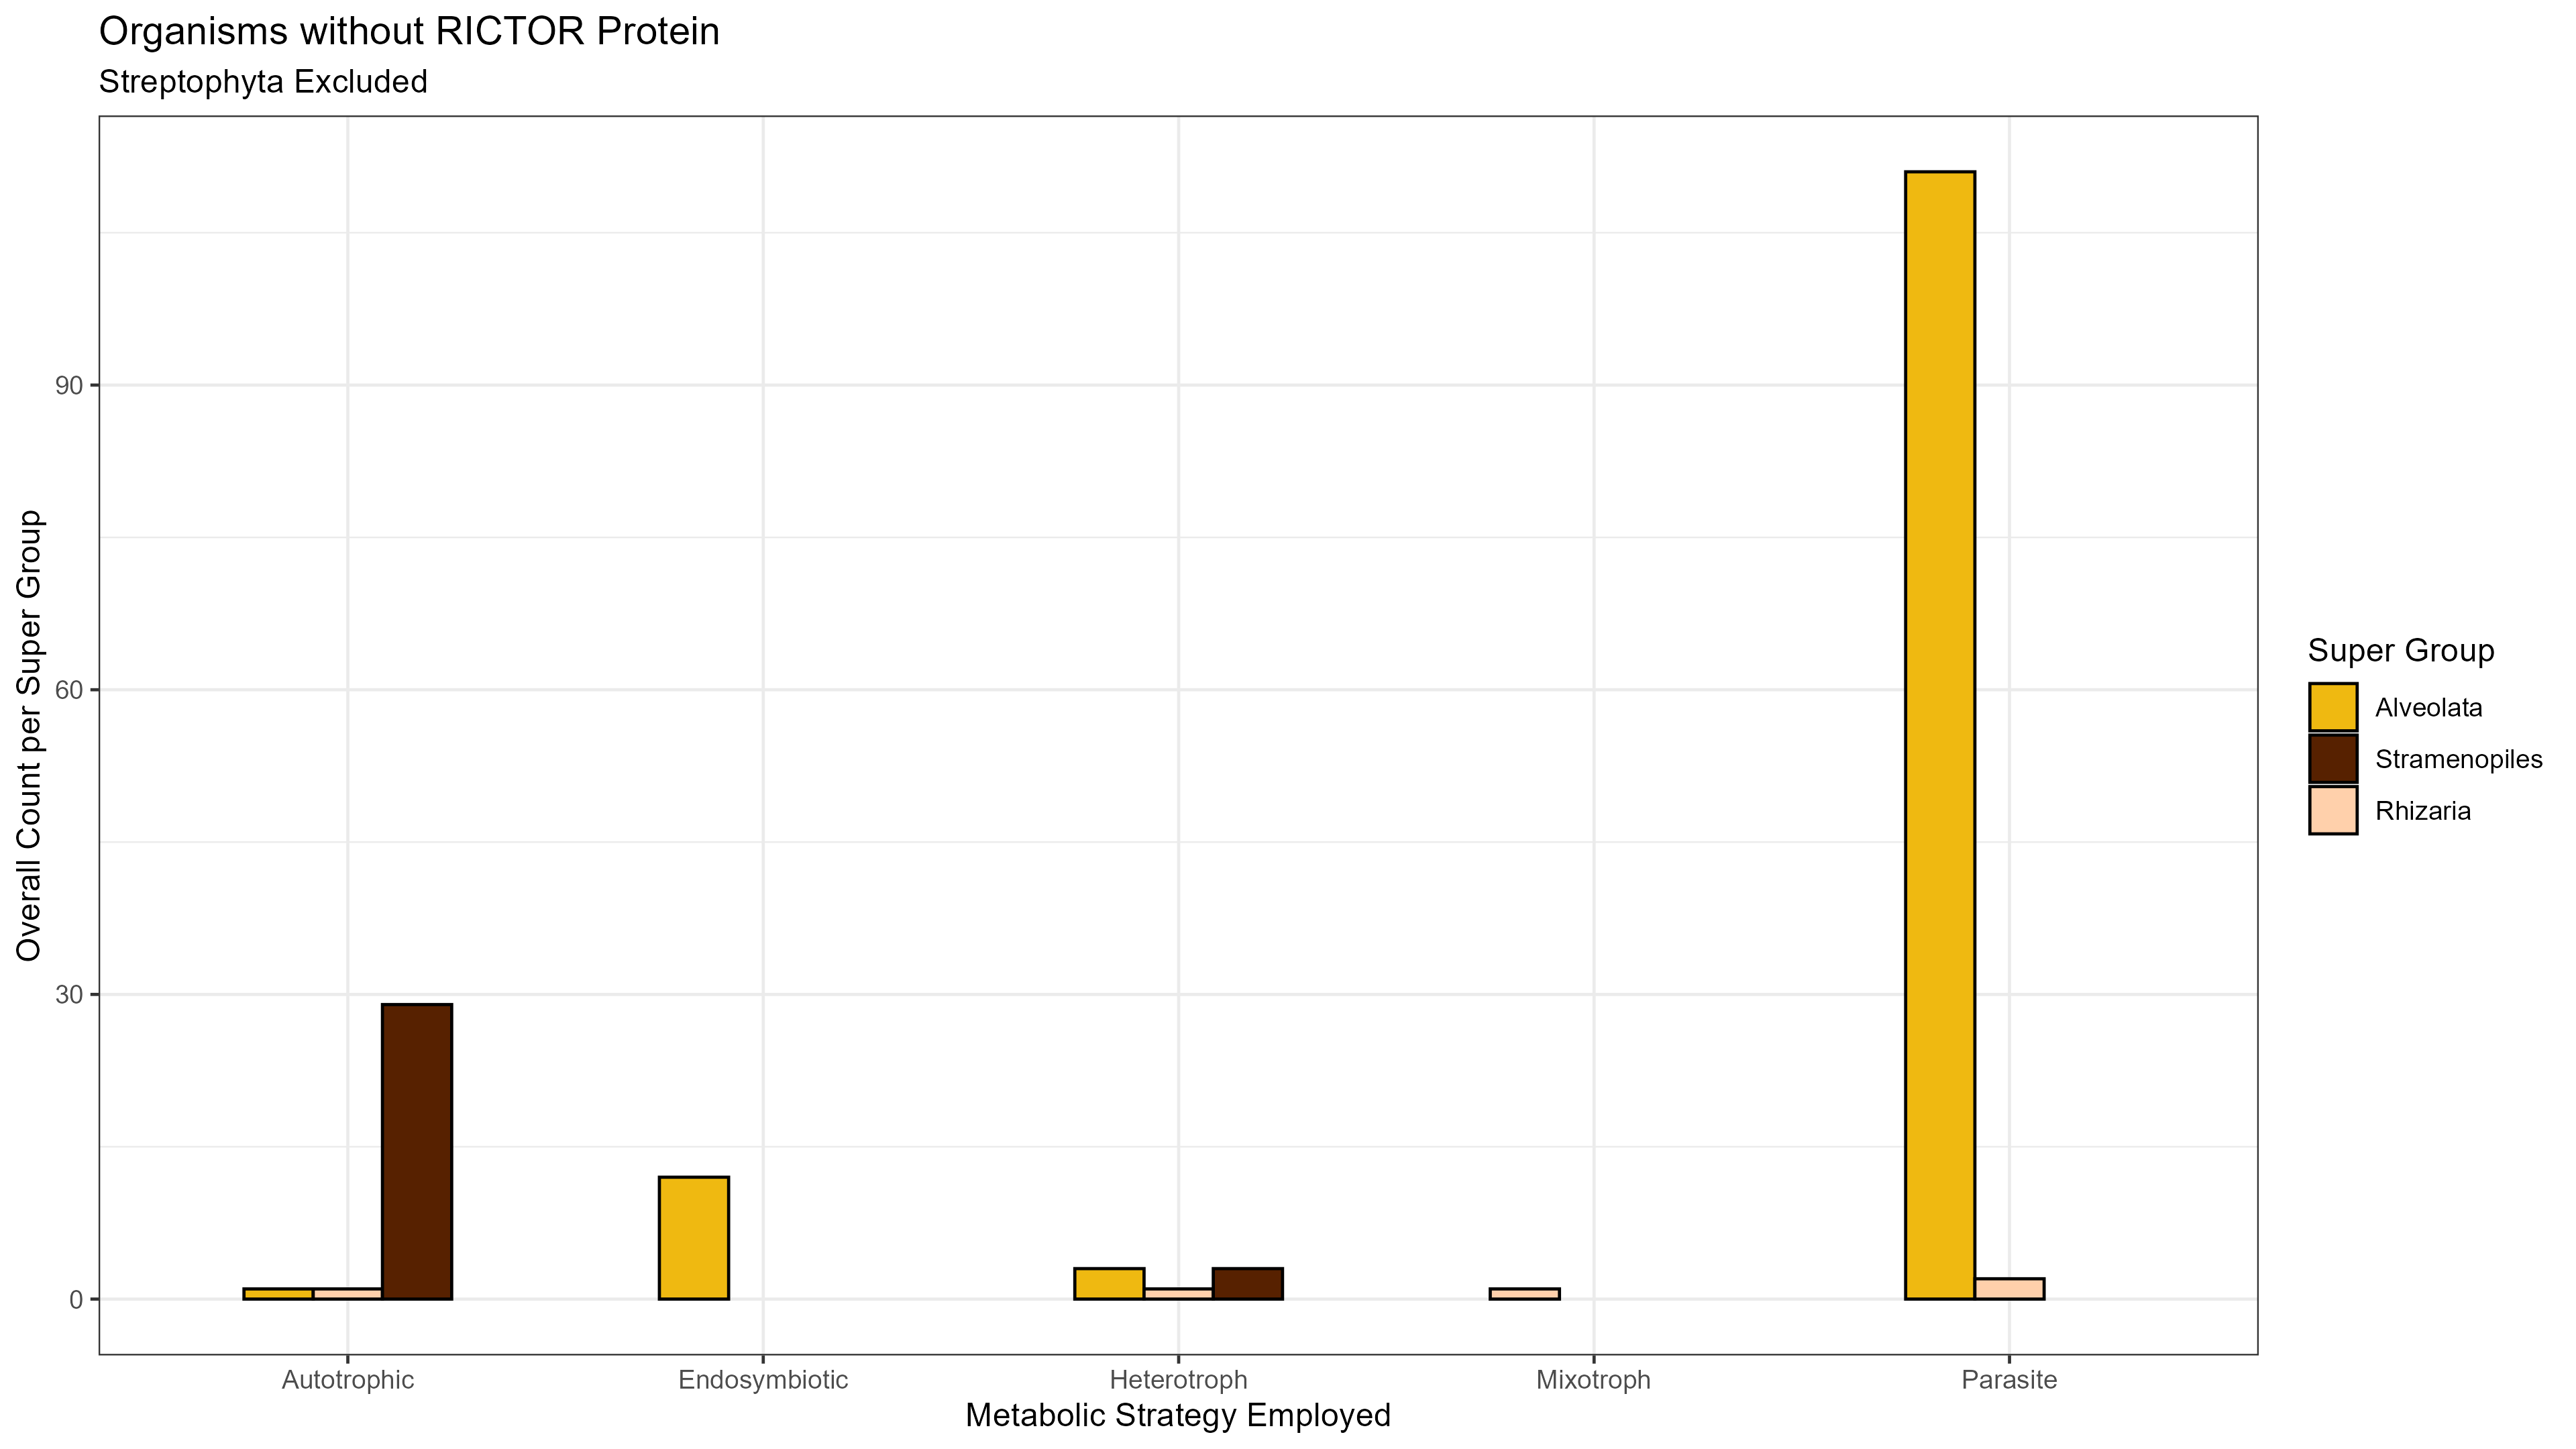 Organisms without RICTOR Protein
Streptophyta Excluded
Overall Count per Super Group
90
60
30
0
Autotrophic
Endosymbiotic
Heterotroph
Mixotroph
Parasite
Metabolic Strategy Employed
Super Group
Alveolata
Stramenopiles
Rhizaria